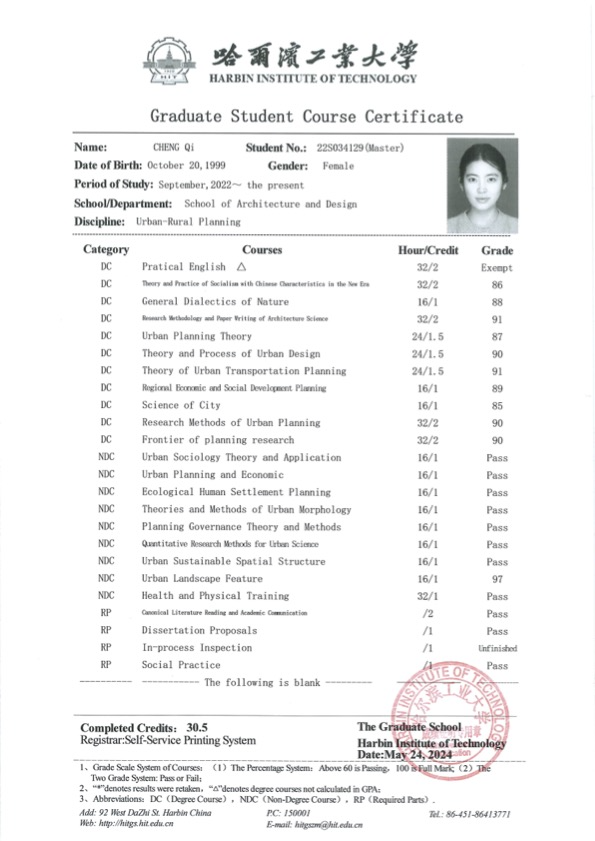 哈爾濱工業大學
HIT
HARBIN INSTITUTE OF TECHNOLOGY
Graduate Student Course Certificate
Name: CHENG Qi Student No.: 22S034129(Master)
Date of Birth: October 20,1999 Gender: Female
Period of Study: September,2022～ the present
School/Department: School of Architecture and Design
Discipline: Urban-Rural Planning
Category Courses Hour/Credit Grade
DC Pratical English △ 32/2 Exempt
DC Theory and Practice of Socialism with Chinese Characteristics in the New Era 32/2 86
DC General Dialectics of Nature 16/1 88
DC Research Methodology and Paper Writing of Architecture Science 32/2 91
DC Urban Planning Theory 24/1.5 87
DC Theory and Process of Urban Design 24/1.5 90
DC Theory of Urban Transportation Planning 24/1.5 91
DC Regional Economic and Social Development Planning 16/1 89
DC Science of City 16/1 85
DC Research Methods of Urban Planning 32/2 90
DC Frontier of planning research 32/2 90
NDC Urban Sociology Theory and Application 16/1 Pass
NDC Urban Planning and Economic 16/1 Pass
NDC Ecological Human Settlement Planning 16/1 Pass
NDC Theories and Methods of Urban Morphology 16/1 Pass
NDC Planning Governance Theory and Methods 16/1 Pass
NDC Quantitative Research Methods for Urban Science 16/1 Pass
NDC Urban Sustainable Spatial Structure 16/1 Pass
NDC Urban Landscape Feature 16/1 97
NDC Health and Physical Training 32/1 Pass
RP Canonical Literature Reading and Academic Communication /2 Pass
RP Dissertation Proposals /1 Pass
RP In-process Inspection /1 Unfinished
RP Social Practice /1 Pass
---------- ----------- The following is blank --------- ----------
Completed Credits: 30.5 The Graduate School
Registrar:Self-Service Printing System Harbin Institute of Technology
Date:May 24, 2024
HARBIN INSTITUTE OF TECHNOLOGY
哈尔滨工业大学
1、Grade Scale System of Courses: （1）The Percentage System: Above 60 is Passing, 100 is Full Mark;（2）The
Two Grade System: Pass or Fail;
2、“*”denotes results were retaken, “△”denotes degree courses not calculated in GPA;
3、Abbreviations: DC (Degree Course) , NDC (Non-Degree Course) , RP (Required Parts) .
Add: 92 West DaZhi St. Harbin China P.C: 150001 Tel.: 86-451-86413771
Web: http://hitgs.hit.edu.cn E-mail: hitgszm@hit.edu.cn